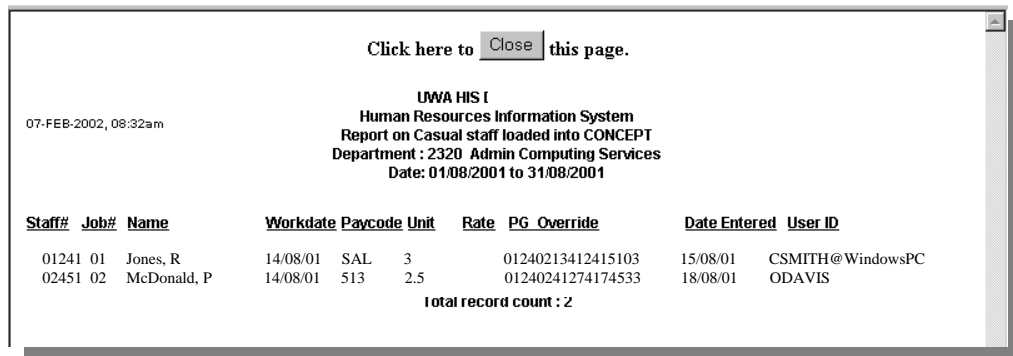 Click here to Close this page.
UWA HIS [
07-FEB-2002, 08:32am
Human Resources Information System
Report on Casual staff loaded into CONCEPT
Department : 2320 Admin Computing Services
Date: 01/08/2001 to 31/08/2001
Staff# Job# Name Workdate Paycode Unit Rate PG Override Date Entered User ID
01241 01 Jones, R 14/08/01 SAL 3 01240213412415103 15/08/01 CSMITH@WindowsPC
02451 02 McDonald, P 14/08/01 513 2.5 01240241274174533 18/08/01 ODAVIS
Total record count : 2